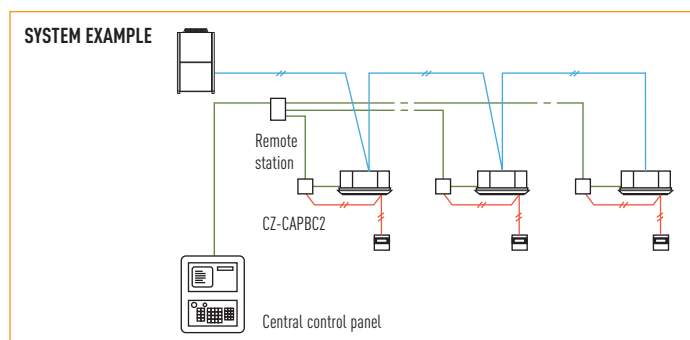 SYSTEM EXAMPLE
Remote
station
CZ-CAPBC2
Central control panel